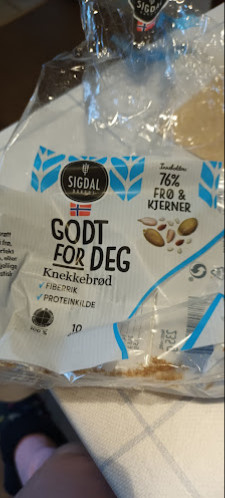 SIGDAL
BAKERI
Inneholder
76%
FRØ &
KJERNER
GODT
FOR DEG
Knekkebrød
✓ FIBERRIK
✓ PROTEINKILDE
10